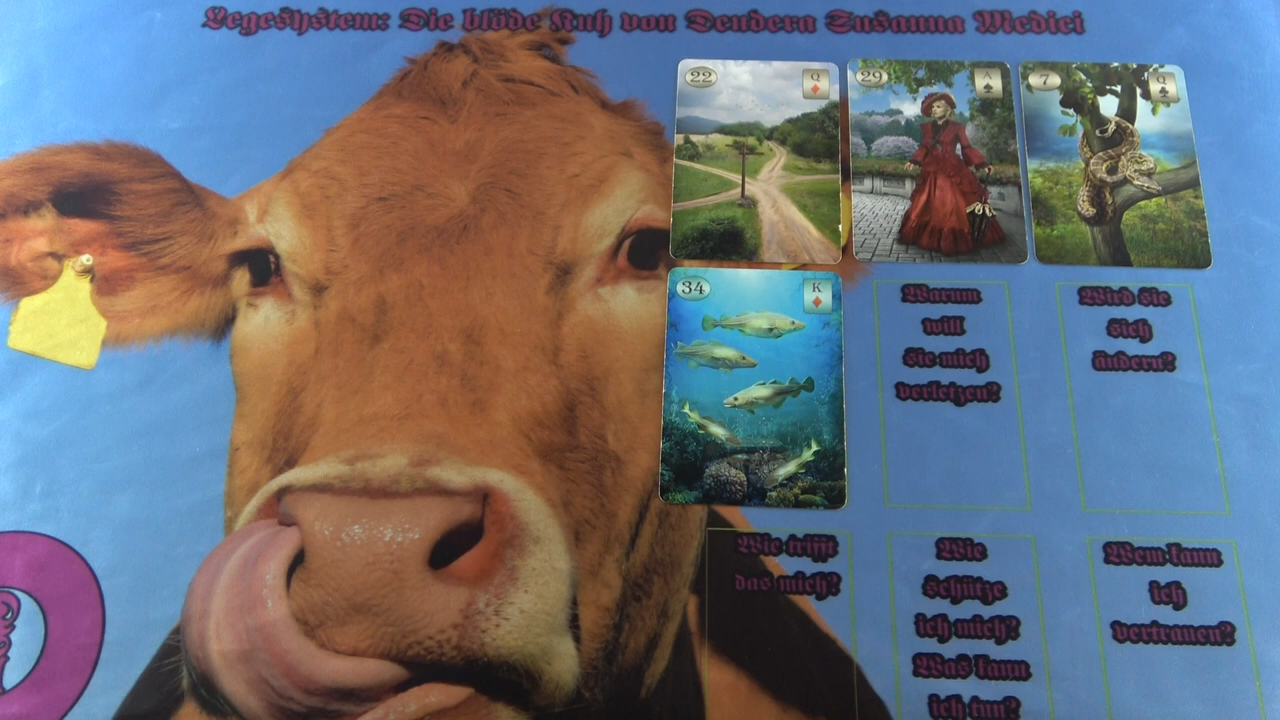 Legesystem: Die blöde Kuh von Dendera Susanna Medici
22
Q
29
A
7
Q
34
K
Warum
will
sie mich
verletzen?
Wird sie
sich
ändern?
Wie trifft
das mich?
Wie
schütze
ich mich?
Was kann
ich tun?
Wem kann
ich
vertrauen?